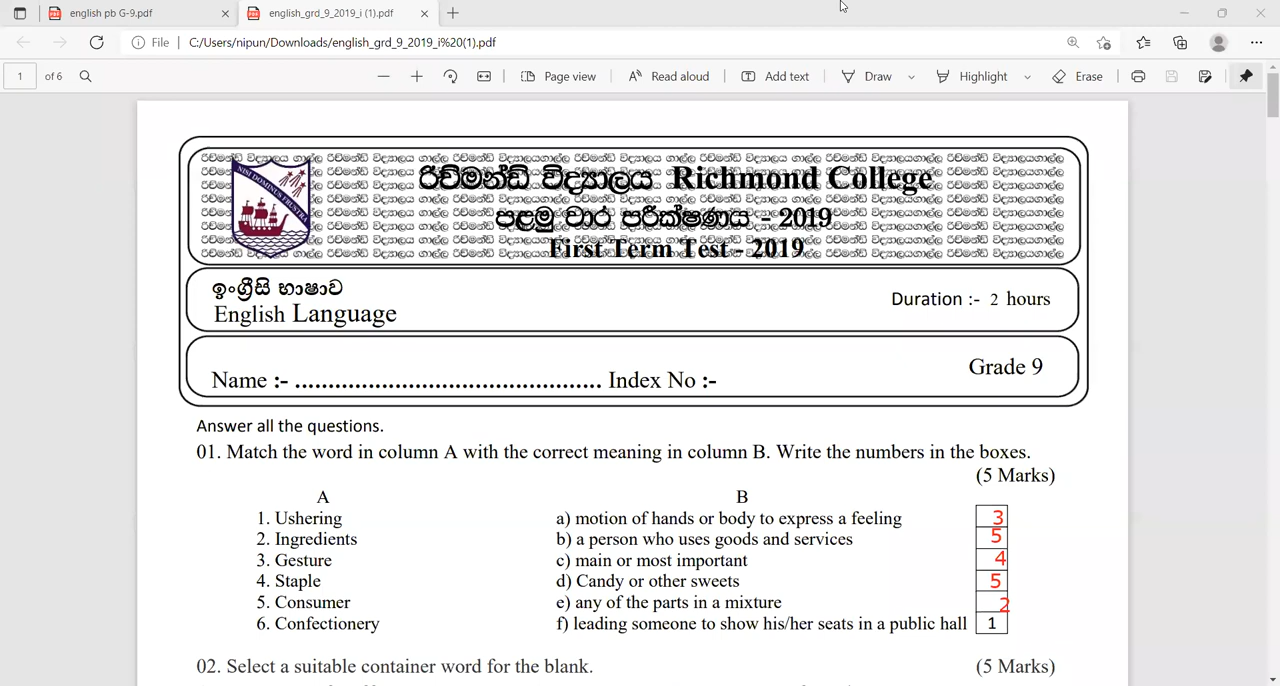 english pb G-9.pdf
english_grd_9_2019_i (1).pdf
File | C:/Users/nipun/Downloads/english_grd_9_2019_i%20(1).pdf
1 of 6
Page view
Read aloud
Add text
Draw
Highlight
Erase
NISI DOMINUS FRUSTRA
රිච්මන්ඩ් විද්‍යාලය Richmond College
පළමු වාර පරීක්ෂණය - 2019
First Term Test - 2019
ඉංග්‍රීසි භාෂාව
English Language
Duration :- 2 hours
Grade 9
Name :- .............................................. Index No :-
Answer all the questions.
01. Match the word in column A with the correct meaning in column B. Write the numbers in the boxes.
(5 Marks)
A B
1. Ushering a) motion of hands or body to express a feeling 3
2. Ingredients b) a person who uses goods and services 5
3. Gesture c) main or most important 4
4. Staple d) Candy or other sweets 5
5. Consumer e) any of the parts in a mixture 2
6. Confectionery f) leading someone to show his/her seats in a public hall 1
02. Select a suitable container word for the blank. (5 Marks)